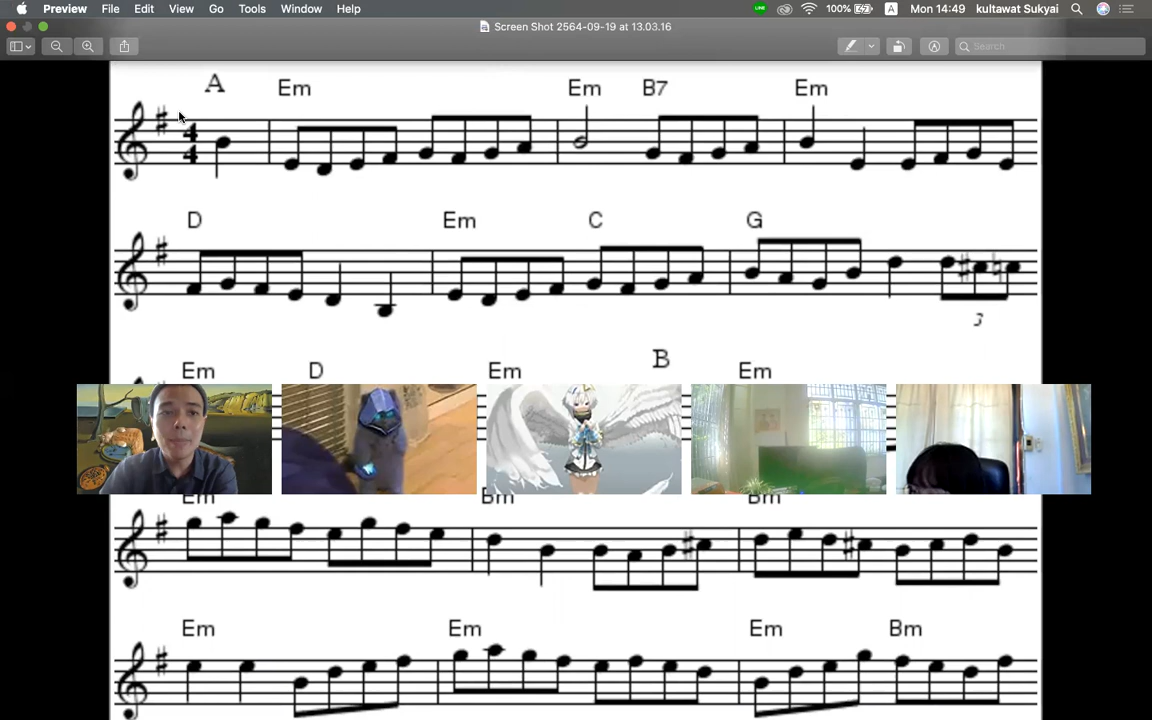 Preview File Edit View Go Tools Window Help 100% A Mon 14:49 kultawat Sukyai
Screen Shot 2564-09-19 at 13.03.16
Search
A Em Em B7 Em
4
4
D Em C G
3
Em D Em B Em
Em Bm Bm
Em Em Em Bm